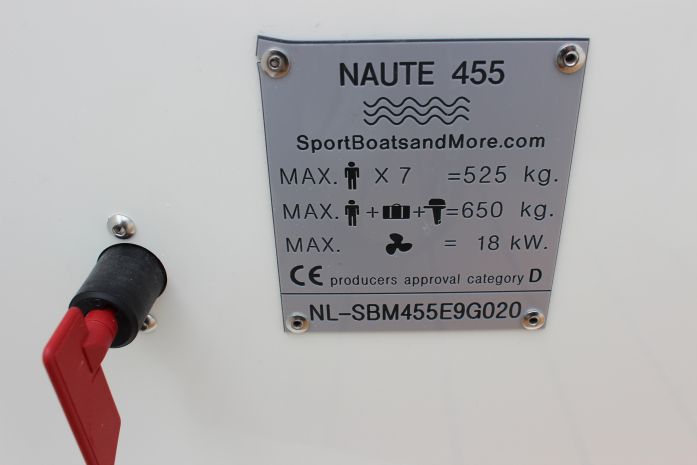 NAUTE 455
SportBoatsandMore.com
MAX. X 7 =525 kg.
MAX. + + =650 kg.
MAX. = 18 kW.
CE producers approval category D
NL-SBM455E9G020